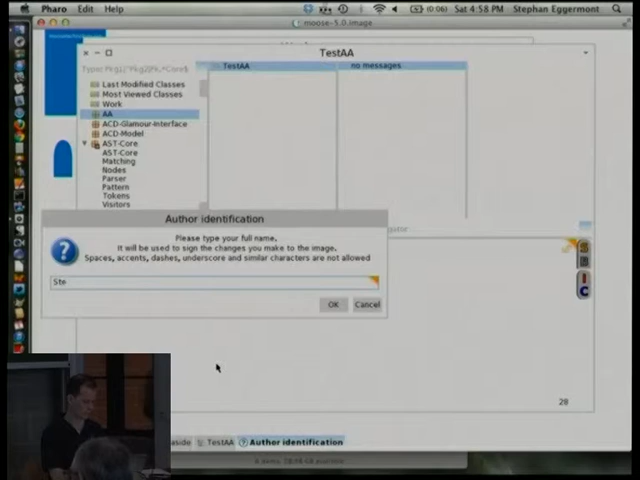 Pharo File Edit Help (0:06) Sat 4:58 PM Stephan Eggermont
moose-5.0.image
TestAA
Last Modified Classes
Most Viewed Classes
Work
AA
ACD-Glamour-Interface
ACD-Model
AST-Core
AST-Core
Matching
Nodes
Parser
Pattern
Tokens
Visitors
TestAA
no messages
Author identification
Please type your full name.
It will be used to sign the changes you make to the image.
Spaces, accents, dashes, underscore and similar characters are not allowed
Ste
OK Cancel
28
aside TestAA Author identification